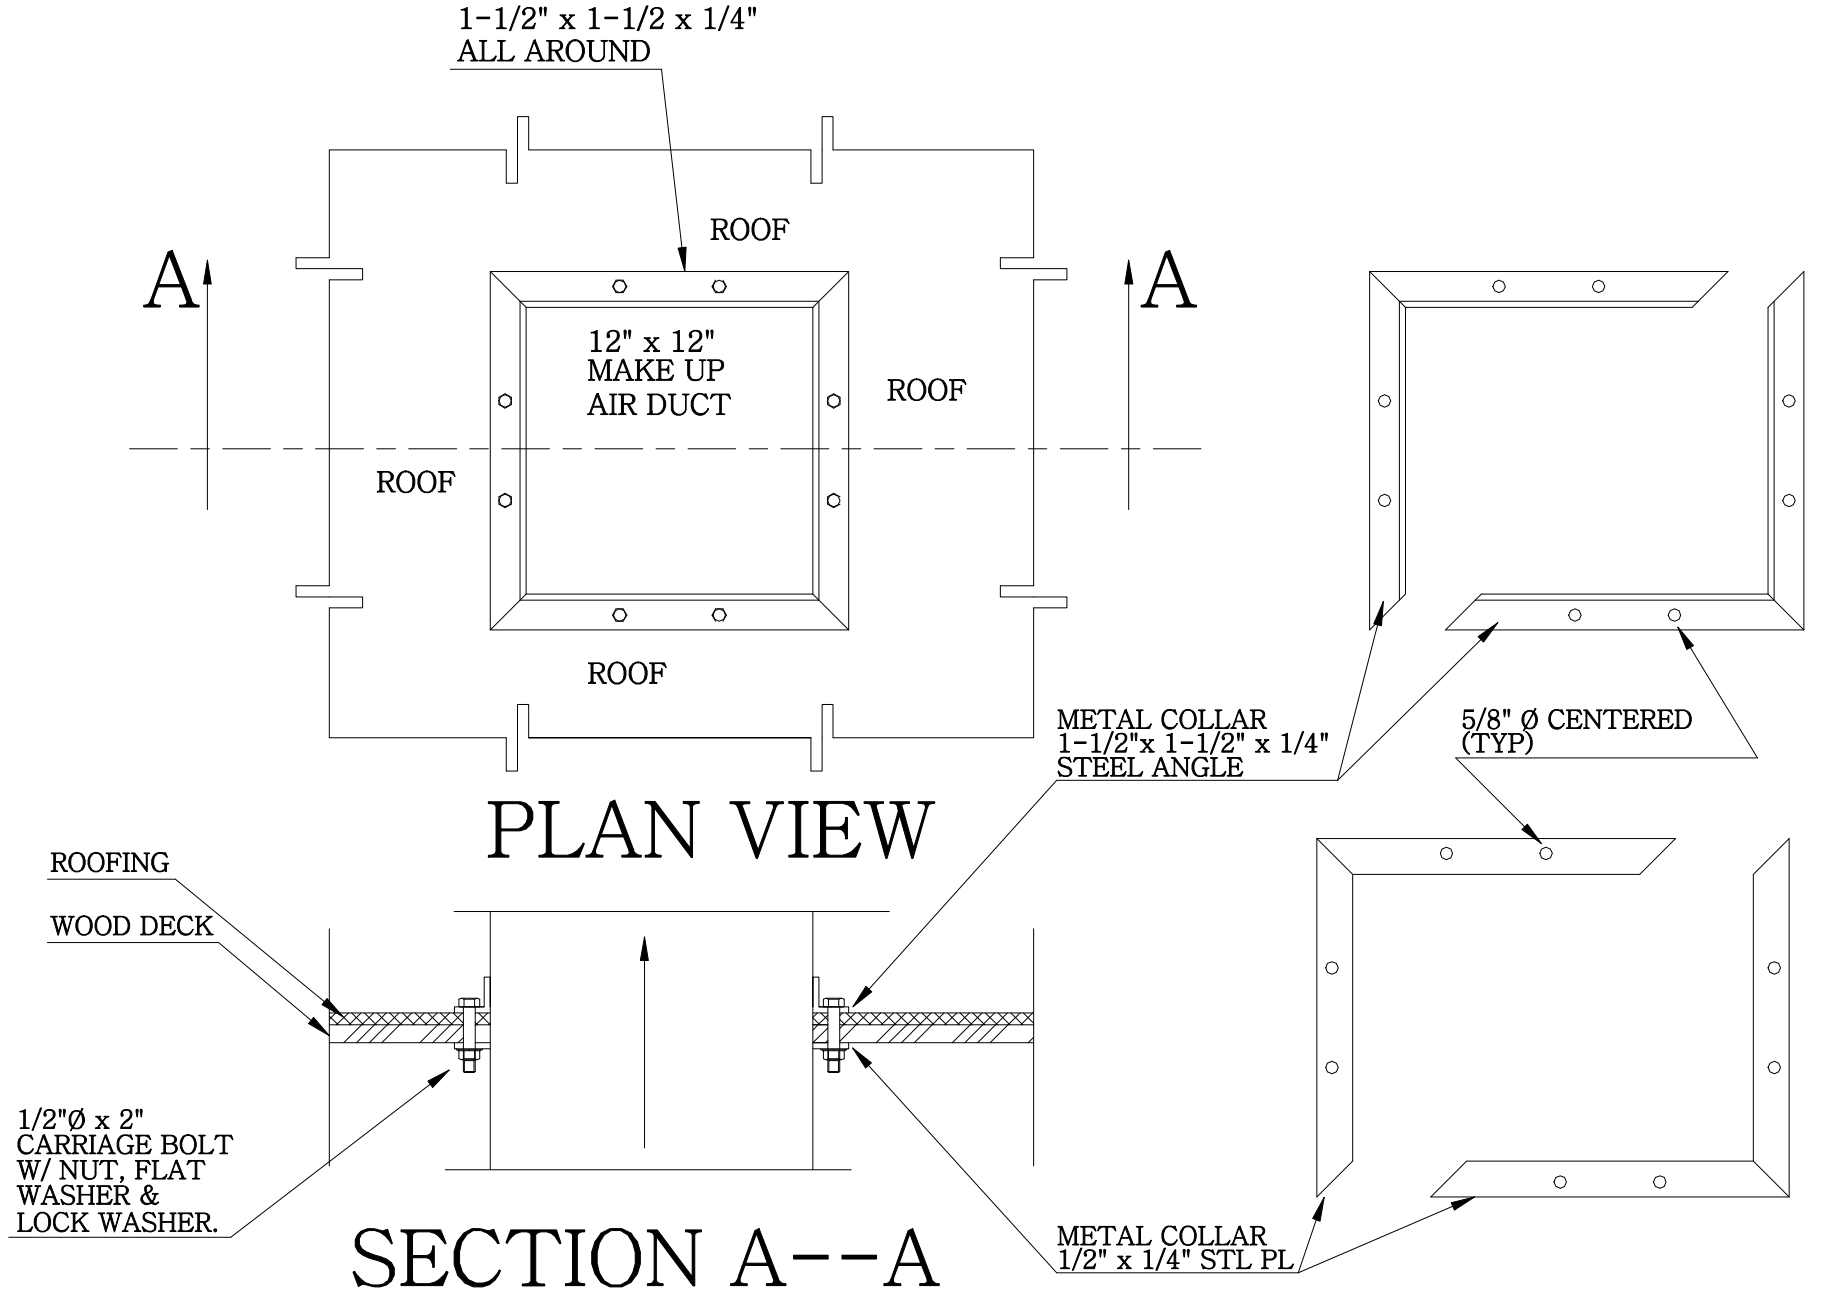 1-1/2" x 1-1/2 x 1/4"
ALL AROUND
ROOF
A
A
12" x 12"
MAKE UP
AIR DUCT
ROOF
ROOF
ROOF
METAL COLLAR
1-1/2"x 1-1/2" x 1/4"
STEEL ANGLE
5/8" Ø CENTERED
(TYP)
PLAN VIEW
ROOFING
WOOD DECK
1/2"Ø x 2"
CARRIAGE BOLT
W/ NUT, FLAT
WASHER &
LOCK WASHER.
METAL COLLAR
1/2" x 1/4" STL PL
SECTION A--A